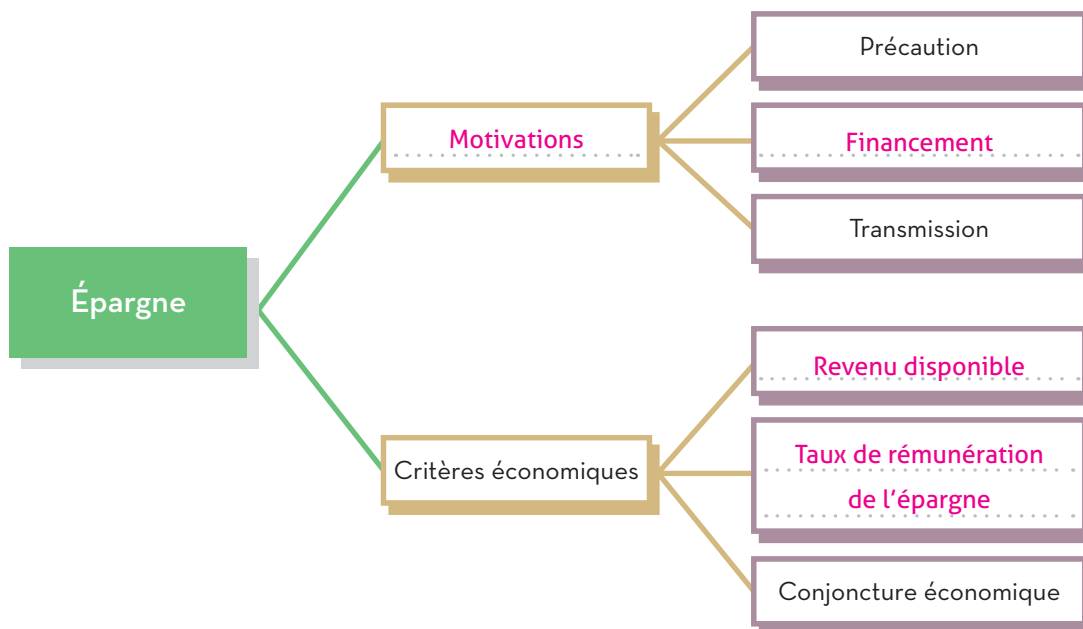 Précaution
Motivations
Financement
Transmission
Épargne
Revenu disponible
Critères économiques
Taux de rémunération
de l'épargne
Conjoncture économique